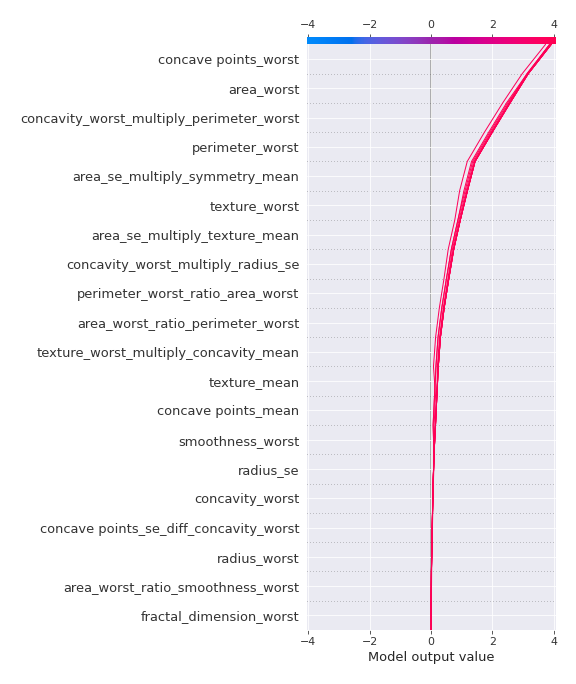 −4 −2 0 2 4
concave points_worst
area_worst
concavity_worst_multiply_perimeter_worst
perimeter_worst
area_se_multiply_symmetry_mean
texture_worst
area_se_multiply_texture_mean
concavity_worst_multiply_radius_se
perimeter_worst_ratio_area_worst
area_worst_ratio_perimeter_worst
texture_worst_multiply_concavity_mean
texture_mean
concave points_mean
smoothness_worst
radius_se
concavity_worst
concave points_se_diff_concavity_worst
radius_worst
area_worst_ratio_smoothness_worst
fractal_dimension_worst
−4 −2 0 2 4
Model output value